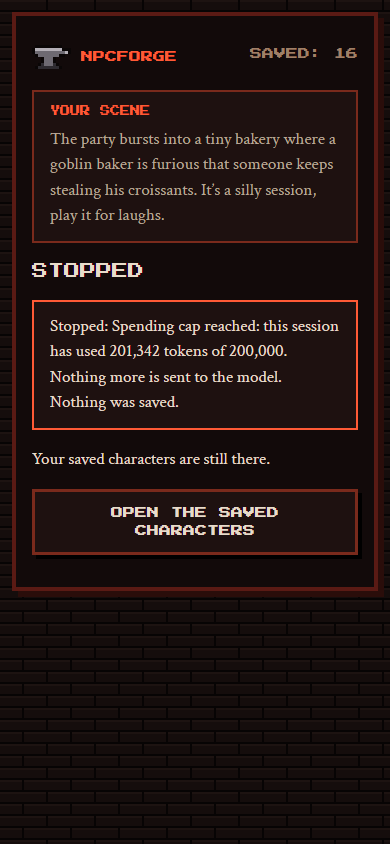 NPCFORGE
SAVED: 16
YOUR SCENE
The party bursts into a tiny bakery where a
goblin baker is furious that someone keeps
stealing his croissants. It’s a silly session,
play it for laughs.
STOPPED
Stopped: Spending cap reached: this session
has used 201,342 tokens of 200,000.
Nothing more is sent to the model.
Nothing was saved.
Your saved characters are still there.
OPEN THE SAVED
CHARACTERS